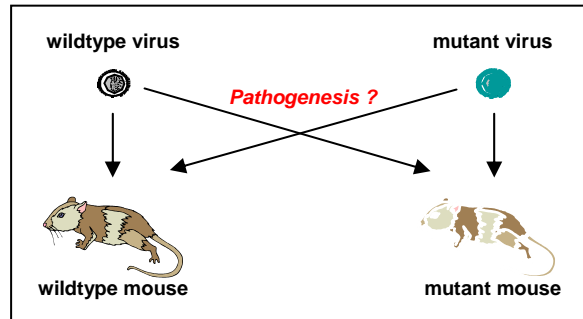 wildtype virus
mutant virus
Pathogenesis ?
wildtype mouse
mutant mouse